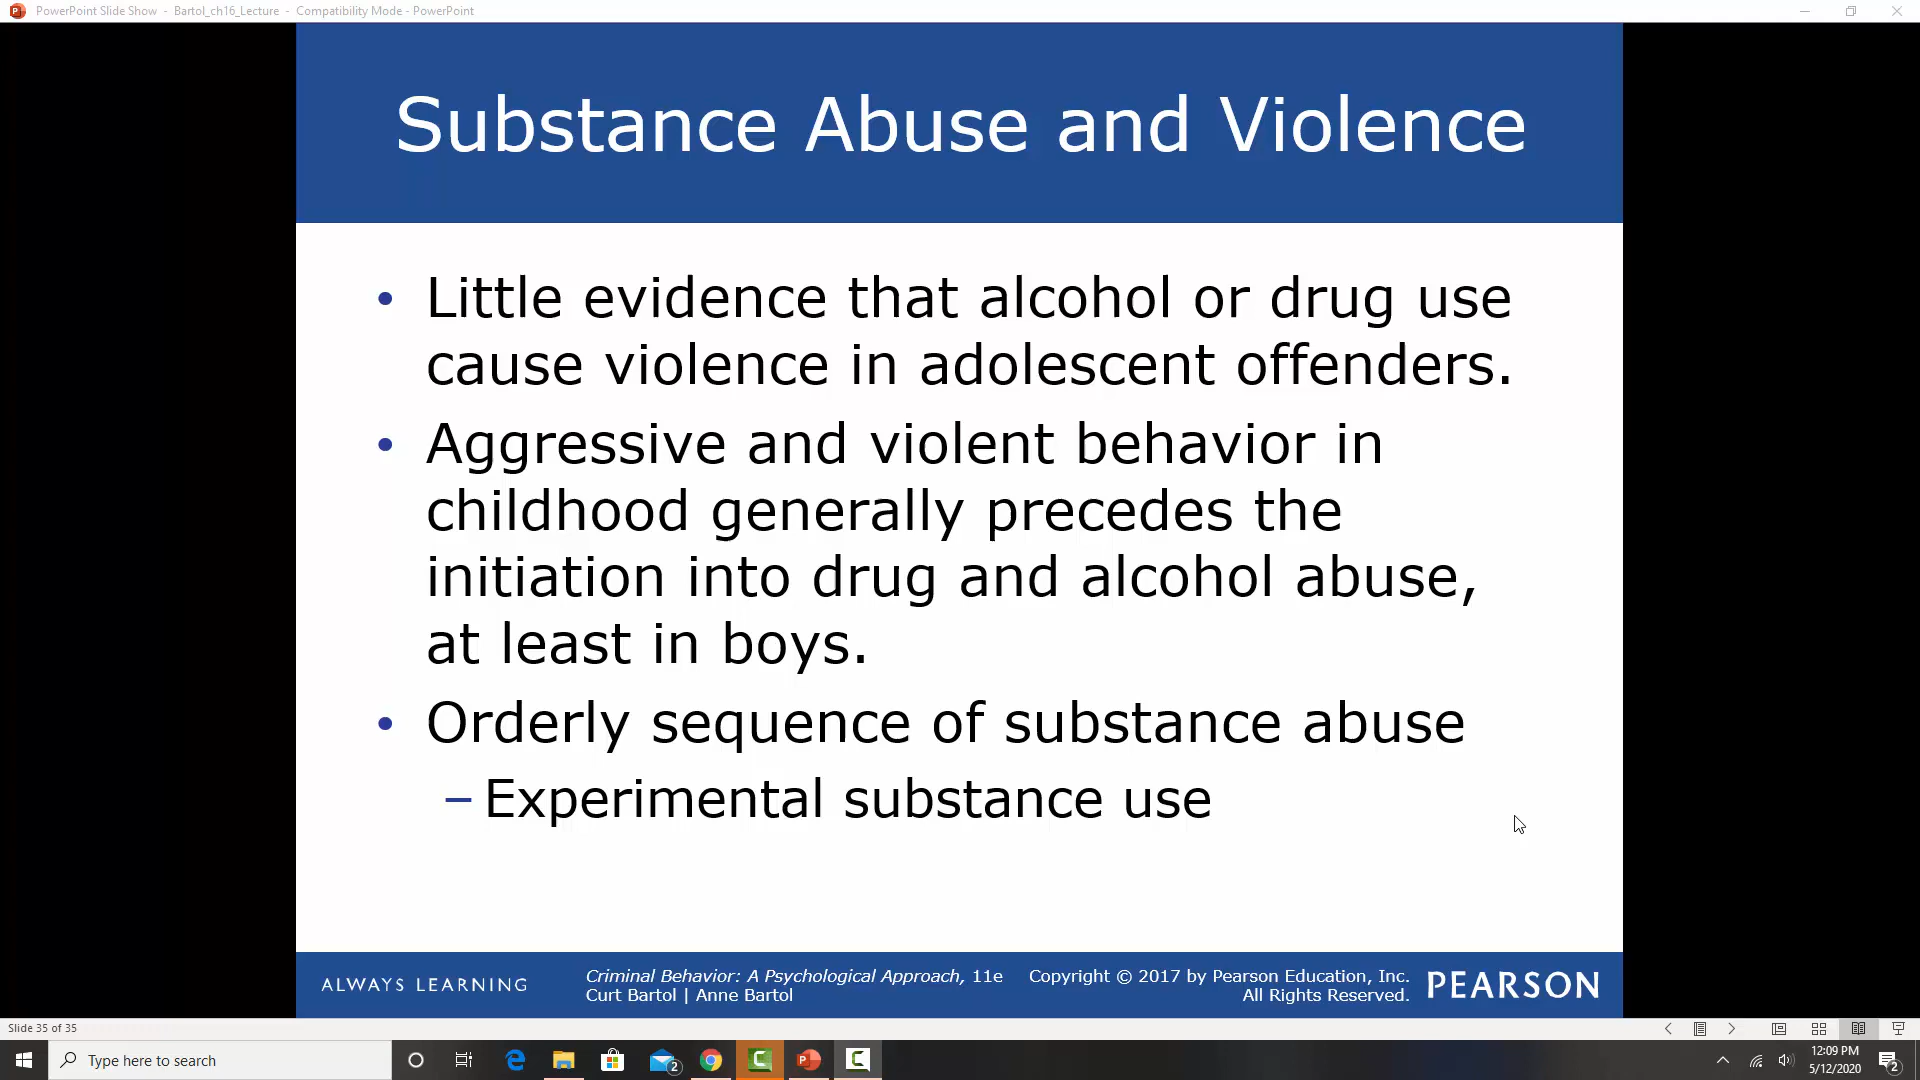 PowerPoint Slide Show - Bartol_ch16_Lecture - Compatibility Mode - PowerPoint
Substance Abuse and Violence
• Little evidence that alcohol or drug use
cause violence in adolescent offenders.
• Aggressive and violent behavior in
childhood generally precedes the
initiation into drug and alcohol abuse,
at least in boys.
• Orderly sequence of substance abuse
– Experimental substance use
ALWAYS LEARNING
Criminal Behavior: A Psychological Approach, 11e
Curt Bartol | Anne Bartol
Copyright © 2017 by Pearson Education, Inc.
All Rights Reserved.
PEARSON
Slide 35 of 35
Type here to search
2
12:09 PM
5/12/2020
2